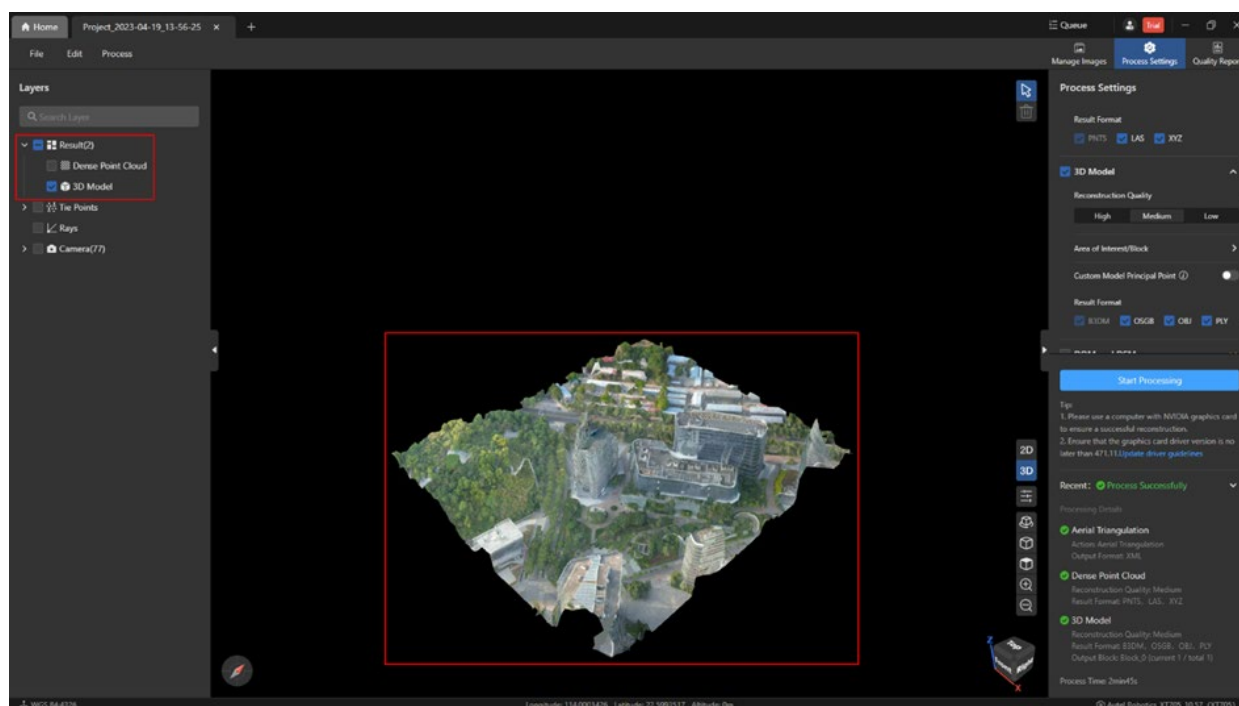 Home
Project_2023-04-19_13-56-25
Queue
Trial
File Edit Process
Manage Images
Process Settings
Quality Repor
Layers
Search Layer
Result(2)
Dense Point Cloud
3D Model
Tie Points
Rays
Camera(77)
2D
3D
Top
Front
Right
Z
X
Process Settings
Result Format
PNTS LAS XYZ
3D Model
Reconstruction Quality
High Medium Low
Area of Interest/Block
Custom Model Principal Point
Result Format
B3DM OSGB OBJ PLY
Start Processing
Tip:
1. Please use a computer with NVIDIA graphics card
to ensure a successful reconstruction.
2. Ensure that the graphics card driver version is no
later than 471.11.Update driver guidelines
Recent: Process Successfully
Processing Details
Aerial Triangulation
Action: Aerial Triangulation
Output Format: XML
Dense Point Cloud
Reconstruction Quality: Medium
Result Format: PNTS、LAS、XYZ
3D Model
Reconstruction Quality: Medium
Result Format: B3DM、OSGB、OBJ、PLY
Output Block: Block_0 (current 1 / total 1)
Process Time: 2min45s